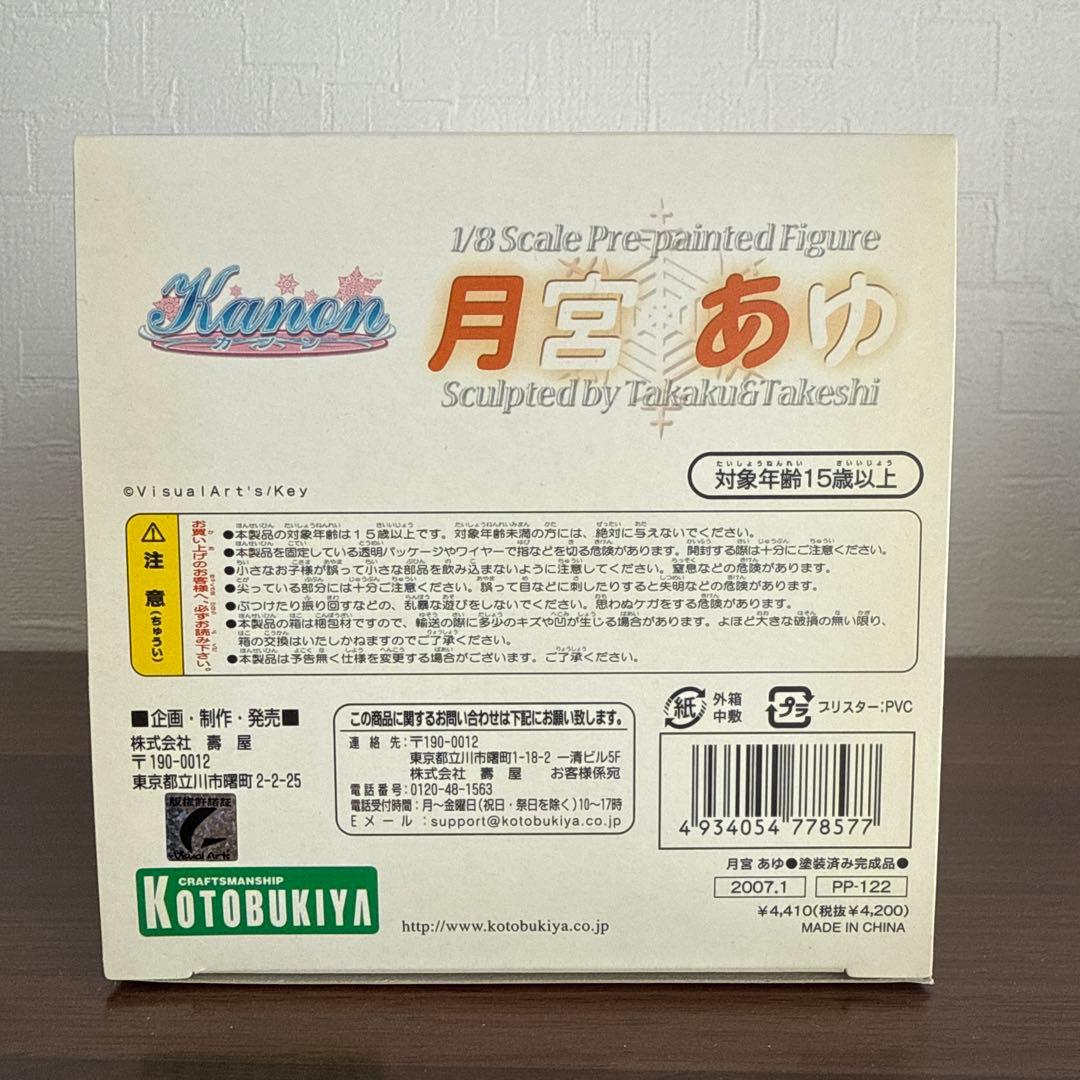 1/8 Scale Pre-painted Figure
Kanon
カノン
月宮あゆ
Sculpted by Takaku&Takeshi
対象年齢15歳以上
©VisualArt's/Key
注意(ちゅうい)
お買い上げのお客様へ、必ずお読み下さい。
●本製品の対象年齢は15歳以上です。対象年齢未満の方には、絶対に与えないでください。
●本製品を固定している透明パッケージやワイヤーで指などを切る危険があります。開封する際は十分にご注意ください。
●小さなお子様が誤って小さな部品を飲み込まないように注意してください。窒息などの危険があります。
●尖っている部分には十分ご注意ください。誤って目などに刺したりすると失明などの危険があります。
●ぶつけたり振り回すなどの、乱暴な遊びをしないでください。思わぬケガをする危険があります。
●本製品の箱は梱包材ですので、輸送の際に多少のキズや凹が生じる場合があります。よほど大きな破損の無い限り、
箱の交換はいたしかねますのでご了承ください。
●本製品は予告無く仕様を変更する場合がございます。ご了承ください。
■企画・制作・発売■
株式会社 壽屋
〒190-0012
東京都立川市曙町2-2-25
版権許諾証
Visual Art's
CRAFTSMANSHIP
KOTOBUKIYA
この商品に関するお問い合わせは下記にお願い致します。
連絡先:〒190-0012
東京都立川市曙町1-18-2 一清ビル5F
株式会社 壽屋 お客様係宛
電話番号:0120-48-1563
電話受付時間:月～金曜日(祝日・祭日を除く)10～17時
Eメール:support@kotobukiya.co.jp
http://www.kotobukiya.co.jp
紙 外箱
中敷
プラ ブリスター:PVC
4 934054 778577
月宮 あゆ●塗装済み完成品●
2007.1 PP-122
¥4,410(税抜¥4,200)
MADE IN CHINA